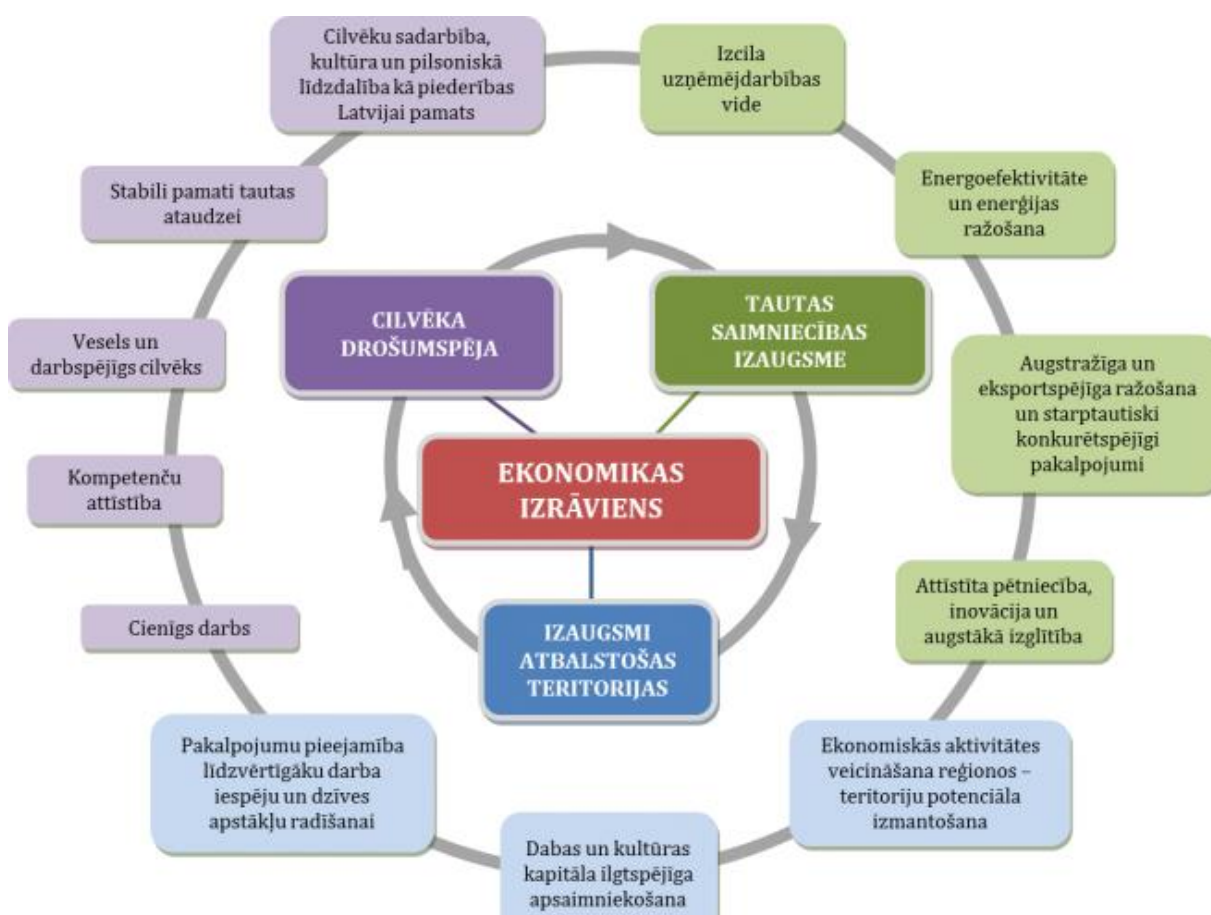 Cilvēku sadarbība,
kultūra un pilsoniskā
līdzdalība kā piederības
Latvijai pamats
Izcila
uzņēmējdarbības
vide
Stabili pamati tautas
ataudzei
Energoefektivitāte
un enerģijas
ražošana
CILVĒKA
DROŠUMSPĒJA
TAUTAS
SAIMNIECĪBAS
IZAUGSME
Vesels un
darbspējīgs cilvēks
Augstražīga un
eksportspējīga ražošana
un starptautiski
konkurētspējīgi
pakalpojumi
EKONOMIKAS
IZRĀVIENS
Kompetenču
attīstība
Attīstīta pētniecība,
inovācija un
augstākā izglītība
Cienīgs darbs
IZAUGSMI
ATBALSTOŠAS
TERITORIJAS
Pakalpojumu pieejamība
līdzvērtīgāku darba
iespēju un dzīves
apstākļu radīšanai
Ekonomiskās aktivitātes
veicināšana reģionos –
teritoriju potenciāla
izmantošana
Dabas un kultūras
kapitāla ilgtspējīga
apsaimniekošana